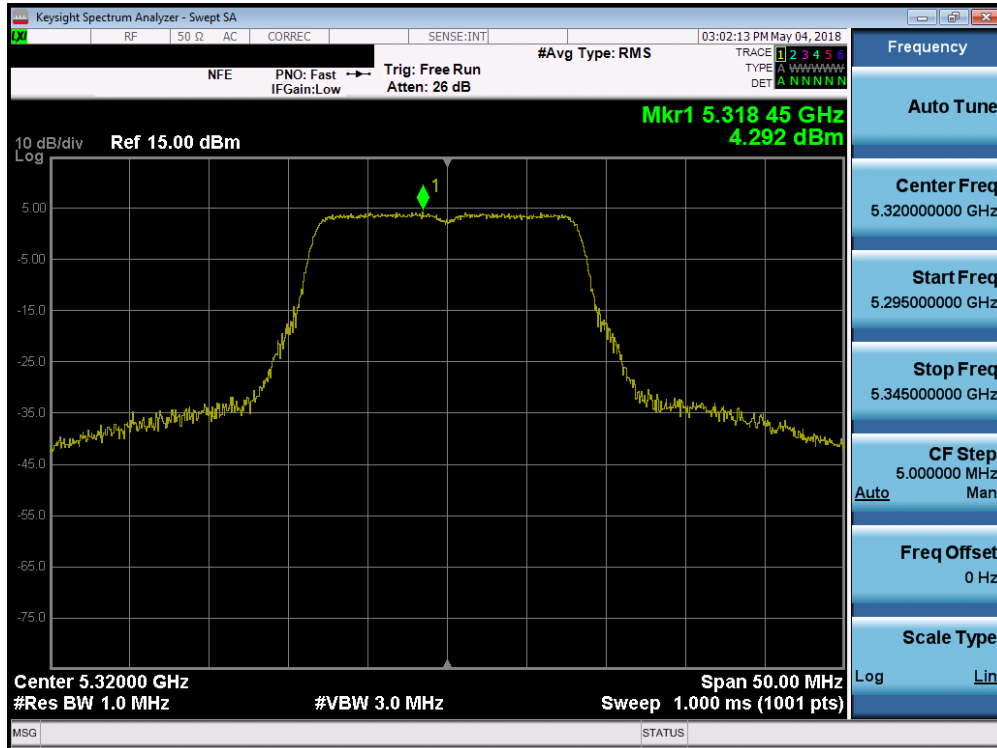 Keysight Spectrum Analyzer - Swept SA
LXI RF 50 Ω AC CORREC SENSE:INT 03:02:13 PM May 04, 2018
#Avg Type: RMS TRACE 1 2 3 4 5 6
NFE PNO: Fast Trig: Free Run TYPE A W W W W W
IFGain:Low Atten: 26 dB DET A N N N N N
Mkr1 5.318 45 GHz
4.292 dBm
10 dB/div Ref 15.00 dBm
Log
1
5.00
-5.00
-15.0
-25.0
-35.0
-45.0
-55.0
-65.0
-75.0
Center 5.32000 GHz Span 50.00 MHz
#Res BW 1.0 MHz #VBW 3.0 MHz Sweep 1.000 ms (1001 pts)
MSG STATUS
Frequency
Auto Tune
Center Freq
5.320000000 GHz
Start Freq
5.295000000 GHz
Stop Freq
5.345000000 GHz
CF Step
5.000000 MHz
Auto Man
Freq Offset
0 Hz
Scale Type
Log Lin